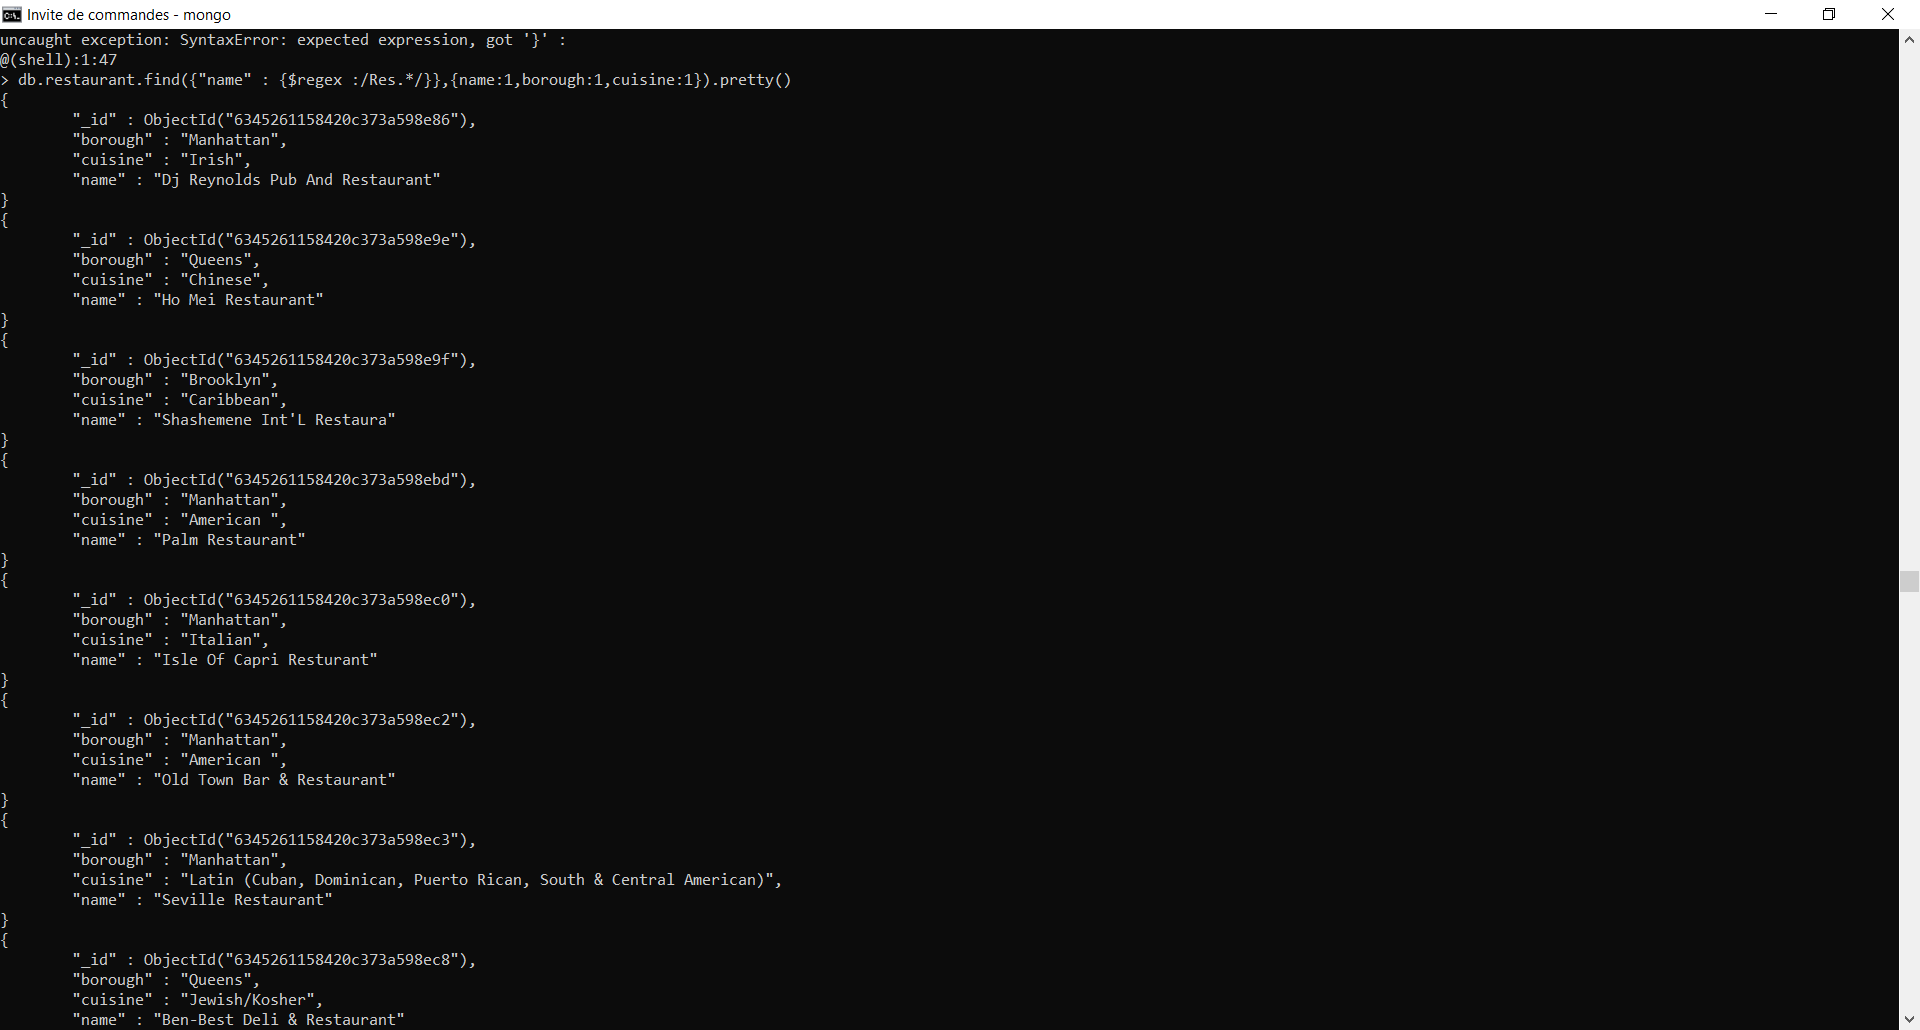 Invite de commandes - mongo
uncaught exception: SyntaxError: expected expression, got '}' :
@(shell):1:47
> db.restaurant.find({"name" : {$regex :/Res.*/}},{name:1,borough:1,cuisine:1}).pretty()
{
        "_id" : ObjectId("6345261158420c373a598e86"),
        "borough" : "Manhattan",
        "cuisine" : "Irish",
        "name" : "Dj Reynolds Pub And Restaurant"
}
{
        "_id" : ObjectId("6345261158420c373a598e9e"),
        "borough" : "Queens",
        "cuisine" : "Chinese",
        "name" : "Ho Mei Restaurant"
}
{
        "_id" : ObjectId("6345261158420c373a598e9f"),
        "borough" : "Brooklyn",
        "cuisine" : "Caribbean",
        "name" : "Shashemene Int'L Restaura"
}
{
        "_id" : ObjectId("6345261158420c373a598ebd"),
        "borough" : "Manhattan",
        "cuisine" : "American ",
        "name" : "Palm Restaurant"
}
{
        "_id" : ObjectId("6345261158420c373a598ec0"),
        "borough" : "Manhattan",
        "cuisine" : "Italian",
        "name" : "Isle Of Capri Resturant"
}
{
        "_id" : ObjectId("6345261158420c373a598ec2"),
        "borough" : "Manhattan",
        "cuisine" : "American ",
        "name" : "Old Town Bar & Restaurant"
}
{
        "_id" : ObjectId("6345261158420c373a598ec3"),
        "borough" : "Manhattan",
        "cuisine" : "Latin (Cuban, Dominican, Puerto Rican, South & Central American)",
        "name" : "Seville Restaurant"
}
{
        "_id" : ObjectId("6345261158420c373a598ec8"),
        "borough" : "Queens",
        "cuisine" : "Jewish/Kosher",
        "name" : "Ben-Best Deli & Restaurant"